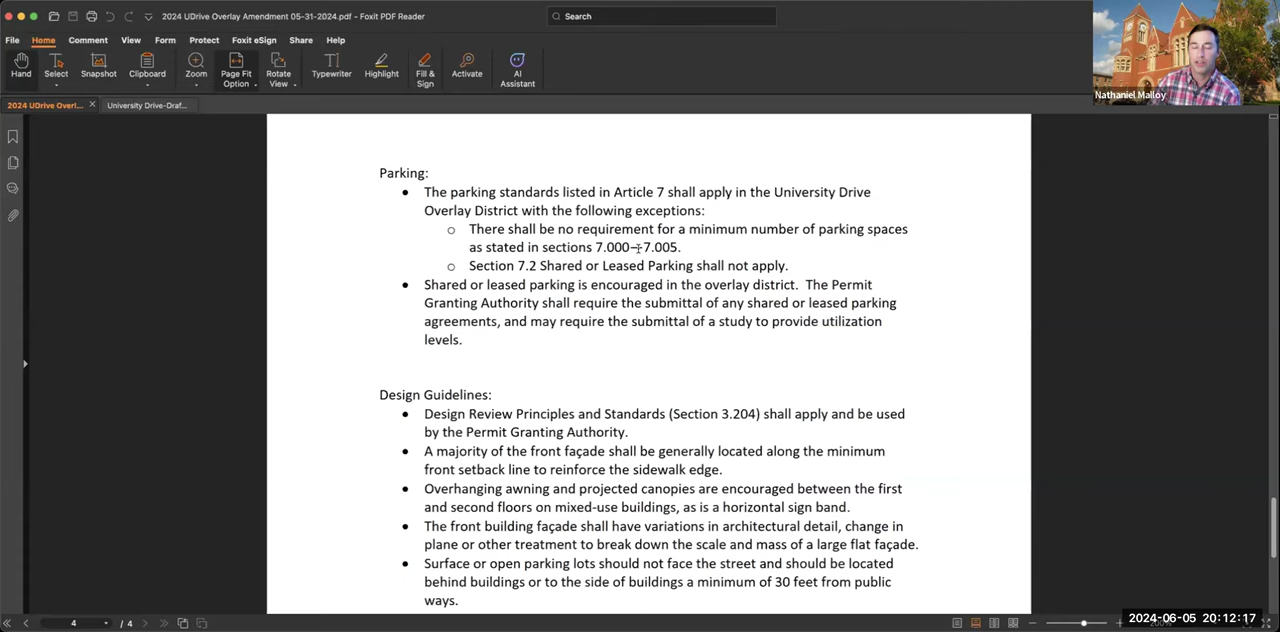 2024 UDrive Overlay Amendment 05-31-2024.pdf - Foxit PDF Reader
Search
File Home Comment View Form Protect Foxit eSign Share Help
Hand
Select
Snapshot
Clipboard
Zoom
Page Fit
Option
Rotate
View
Typewriter
Highlight
Fill &
Sign
Activate
AI
Assistant
Nathaniel Malloy
2024 UDrive Overl...
University Drive-Draf...
Parking:
• The parking standards listed in Article 7 shall apply in the University Drive
Overlay District with the following exceptions:
o There shall be no requirement for a minimum number of parking spaces
as stated in sections 7.000–7.005.
o Section 7.2 Shared or Leased Parking shall not apply.
• Shared or leased parking is encouraged in the overlay district. The Permit
Granting Authority shall require the submittal of any shared or leased parking
agreements, and may require the submittal of a study to provide utilization
levels.
Design Guidelines:
• Design Review Principles and Standards (Section 3.204) shall apply and be used
by the Permit Granting Authority.
• A majority of the front façade shall be generally located along the minimum
front setback line to reinforce the sidewalk edge.
• Overhanging awning and projected canopies are encouraged between the first
and second floors on mixed-use buildings, as is a horizontal sign band.
• The front building façade shall have variations in architectural detail, change in
plane or other treatment to break down the scale and mass of a large flat façade.
• Surface or open parking lots should not face the street and should be located
behind buildings or to the side of buildings a minimum of 30 feet from public
ways.
4 / 4
2024-06-05 20:12:17